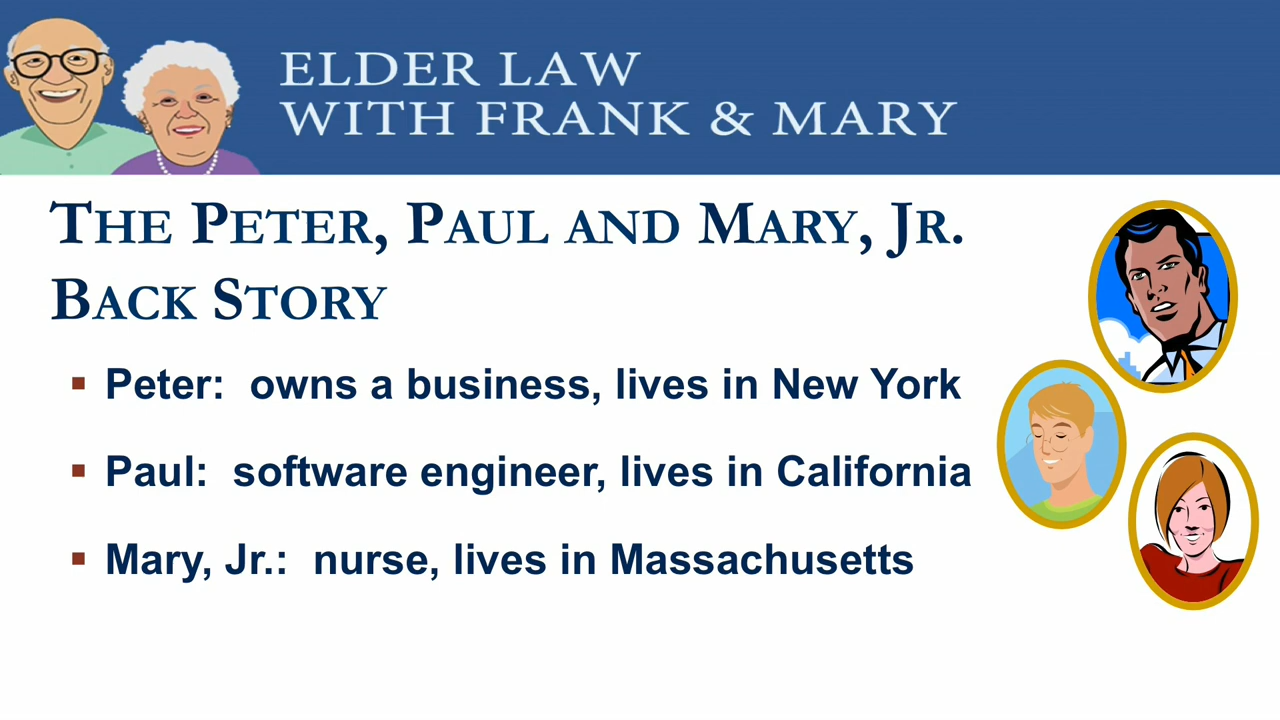 ELDER LAW
WITH FRANK & MARY
THE PETER, PAUL AND MARY, JR.
BACK STORY
▪ Peter:  owns a business, lives in New York
▪ Paul:  software engineer, lives in California
▪ Mary, Jr.:  nurse, lives in Massachusetts